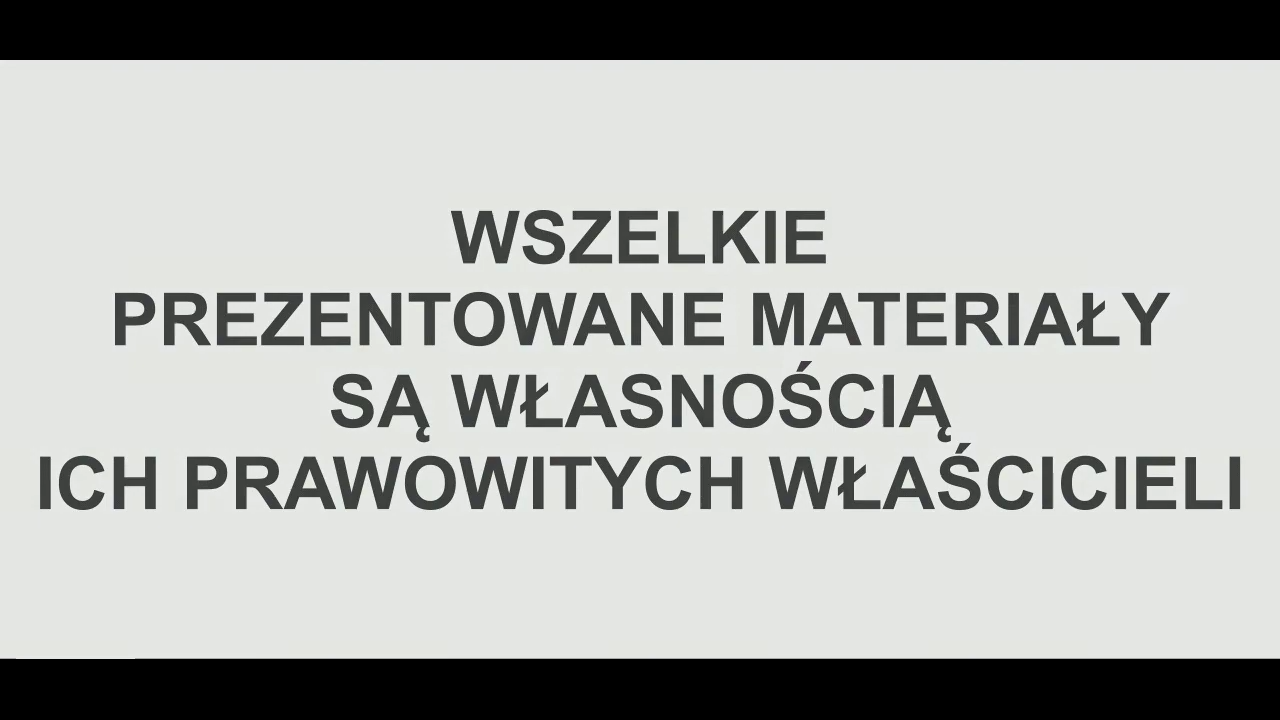 WSZELKIE
PREZENTOWANE MATERIAŁY
SĄ WŁASNOŚCIĄ
ICH PRAWOWITYCH WŁAŚCICIELI